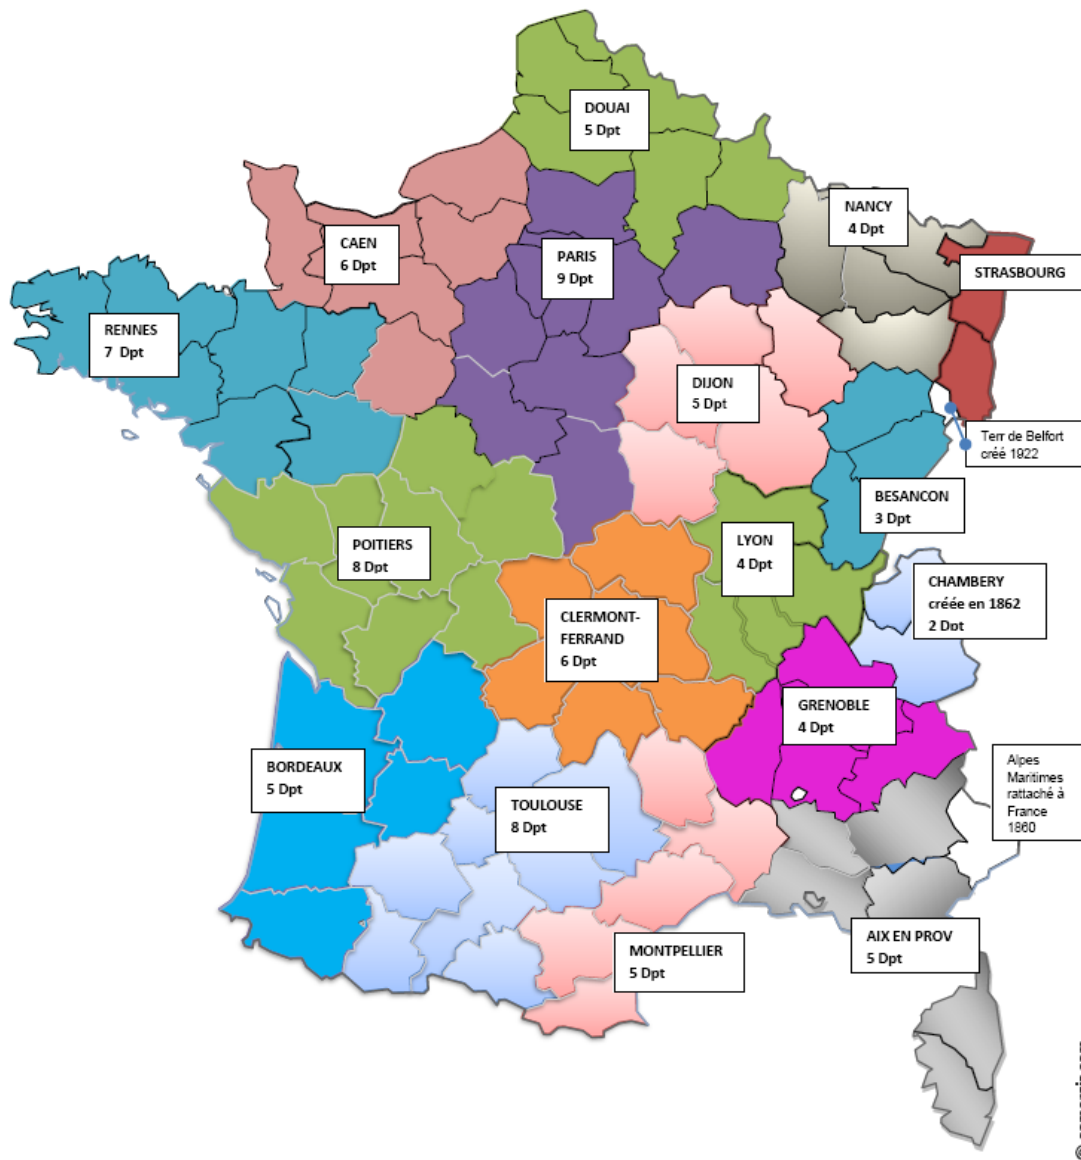 DOUAI
5 Dpt
NANCY
4 Dpt
CAEN
6 Dpt
PARIS
9 Dpt
STRASBOURG
RENNES
7 Dpt
DIJON
5 Dpt
Terr de Belfort
créé 1922
BESANCON
3 Dpt
POITIERS
8 Dpt
LYON
4 Dpt
CHAMBERY
créée en 1862
2 Dpt
CLERMONT-
FERRAND
6 Dpt
GRENOBLE
4 Dpt
BORDEAUX
5 Dpt
Alpes
Maritimes
rattaché à
France
1860
TOULOUSE
8 Dpt
AIX EN PROV
5 Dpt
MONTPELLIER
5 Dpt